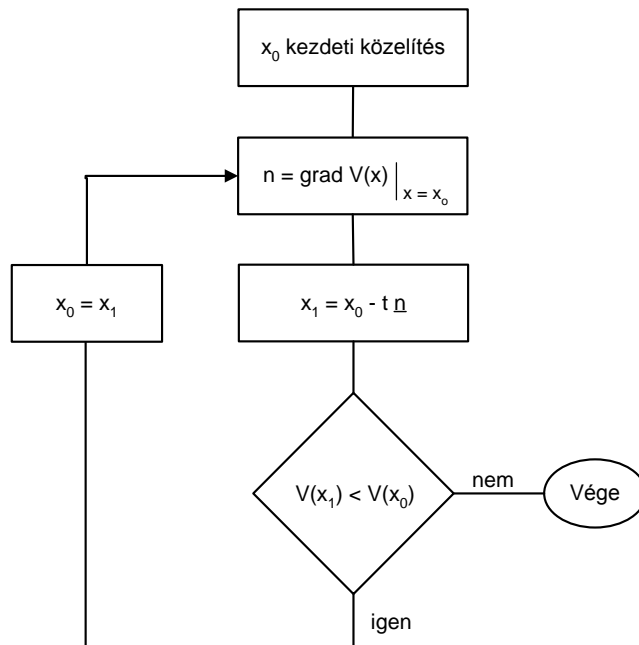 x₀ kezdeti közelítés
n = grad V(x) | x = xₒ
x₀ = x₁
x₁ = x₀ - t n
V(x₁) < V(x₀)
nem
Vége
igen